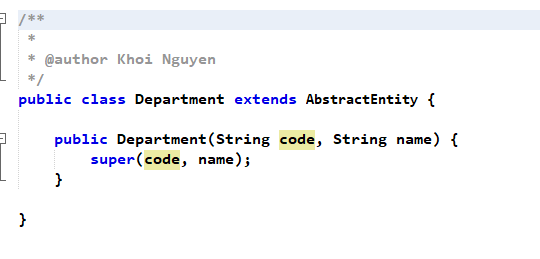 /**
 *
 * @author Khoi Nguyen
 */
public class Department extends AbstractEntity {
    public Department(String code, String name) {
        super(code, name);
    }
}